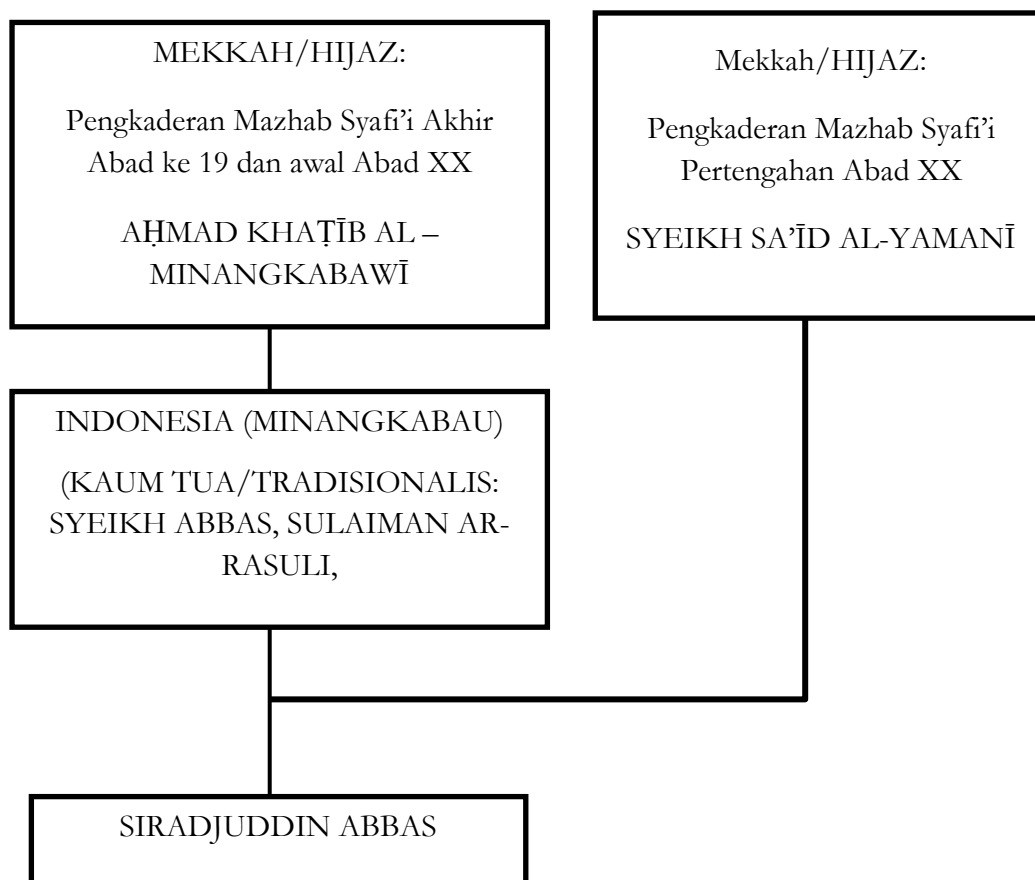 MEKKAH/HIJAZ:
Pengkaderan Mazhab Syafi’i Akhir
Abad ke 19 dan awal Abad XX
AḤMAD KHAṬĪB AL –
MINANGKABAWĪ
Mekkah/HIJAZ:
Pengkaderan Mazhab Syafi’i
Pertengahan Abad XX
SYEIKH SA’ĪD AL-YAMANĪ
INDONESIA (MINANGKABAU)
(KAUM TUA/TRADISIONALIS:
SYEIKH ABBAS, SULAIMAN AR-
RASULI,
SIRADJUDDIN ABBAS